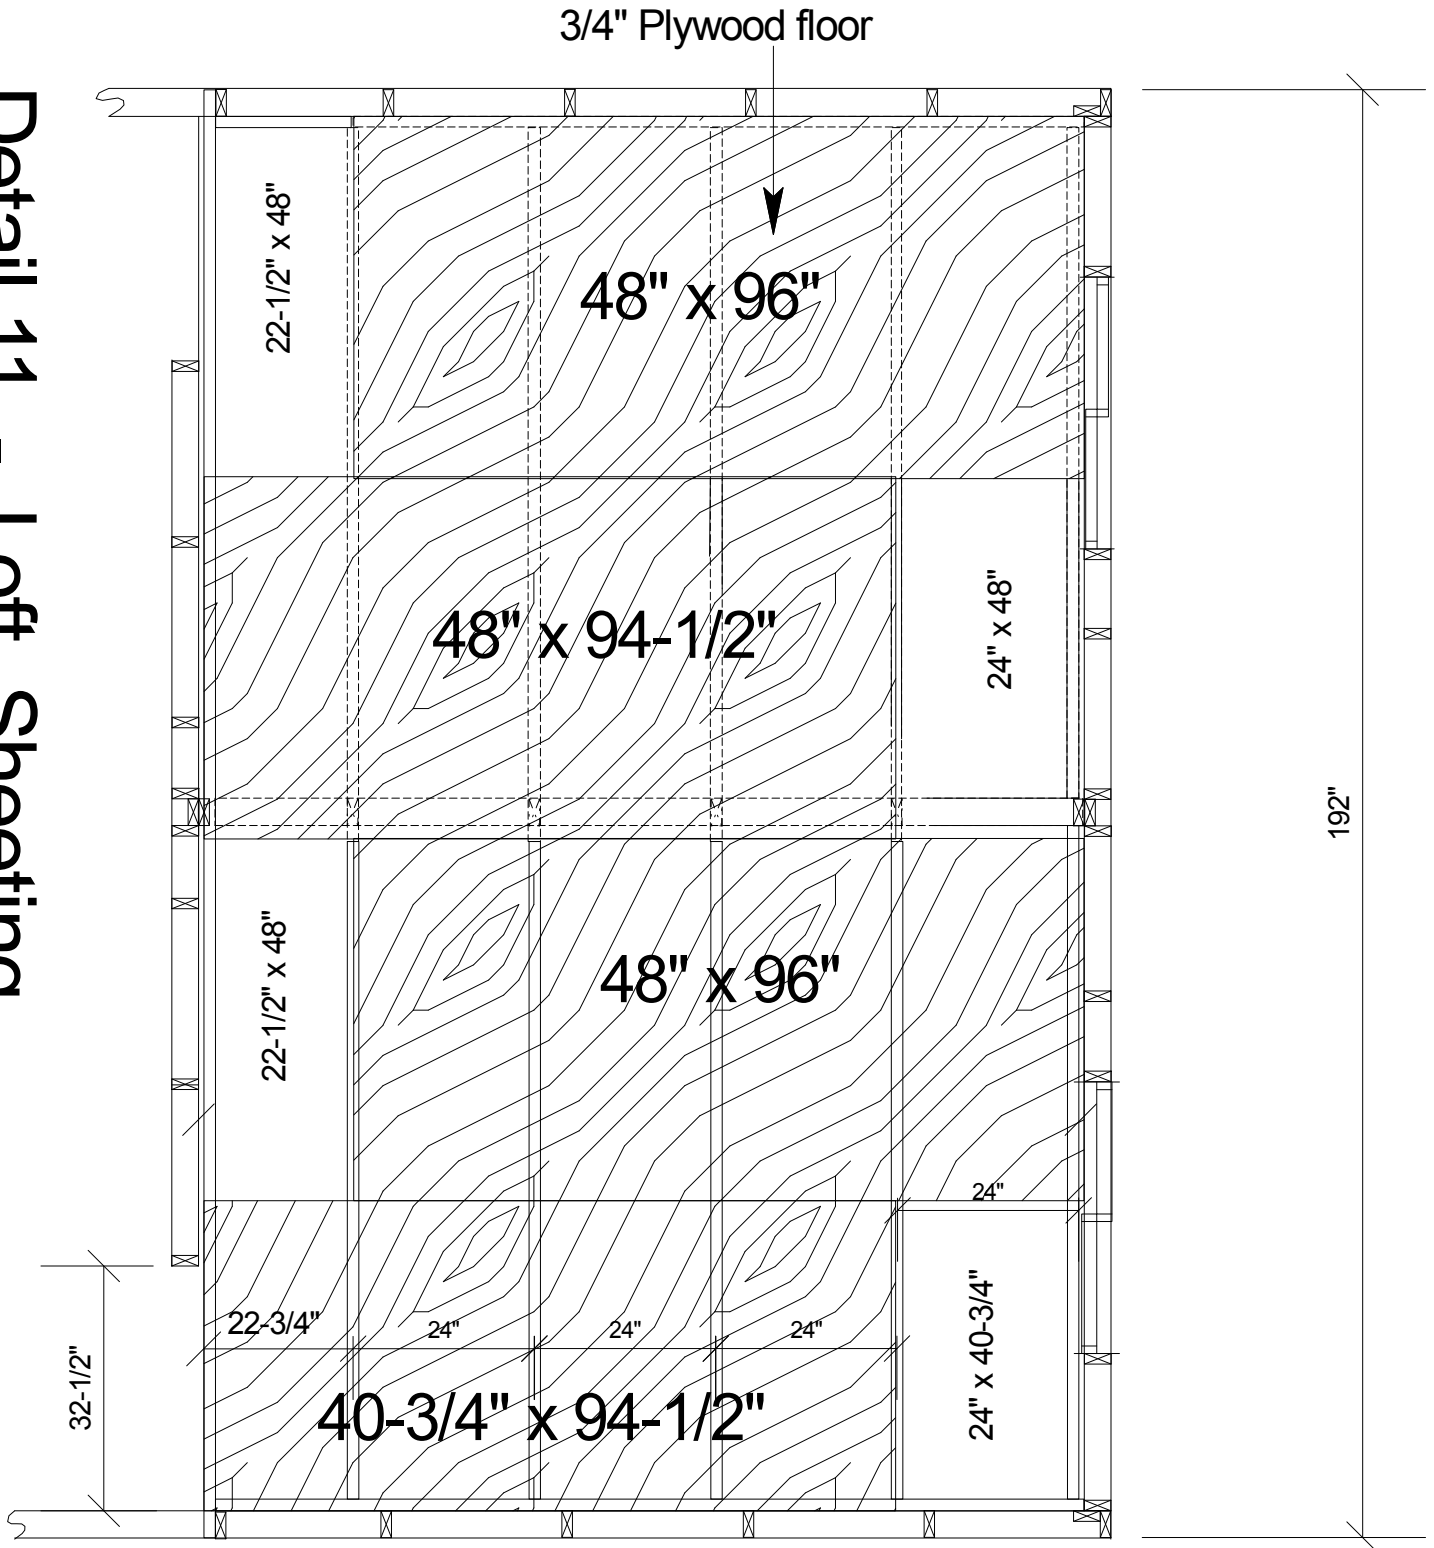 3/4" Plywood floor
Detail 11 - Loft Sheeting
22-1/2" x 48"
48" x 96"
48" x 94-1/2"
24" x 48"
192"
22-1/2" x 48"
48" x 96"
24"
22-3/4"
24"
24"
24"
32-1/2"
40-3/4" x 94-1/2"
24" x 40-3/4"